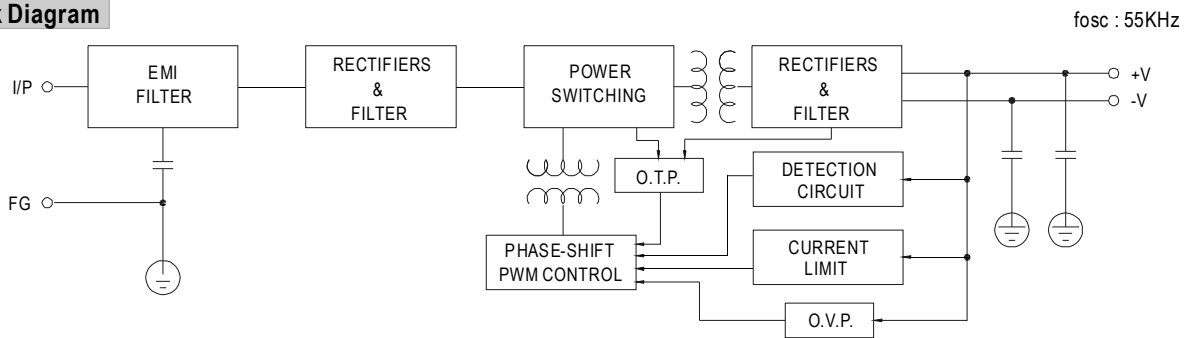 Diagram
fosc : 55KHz
I/P
EMI
FILTER
RECTIFIERS
&
FILTER
POWER
SWITCHING
RECTIFIERS
&
FILTER
+V
-V
O.T.P.
DETECTION
CIRCUIT
FG
PHASE-SHIFT
PWM CONTROL
CURRENT
LIMIT
O.V.P.